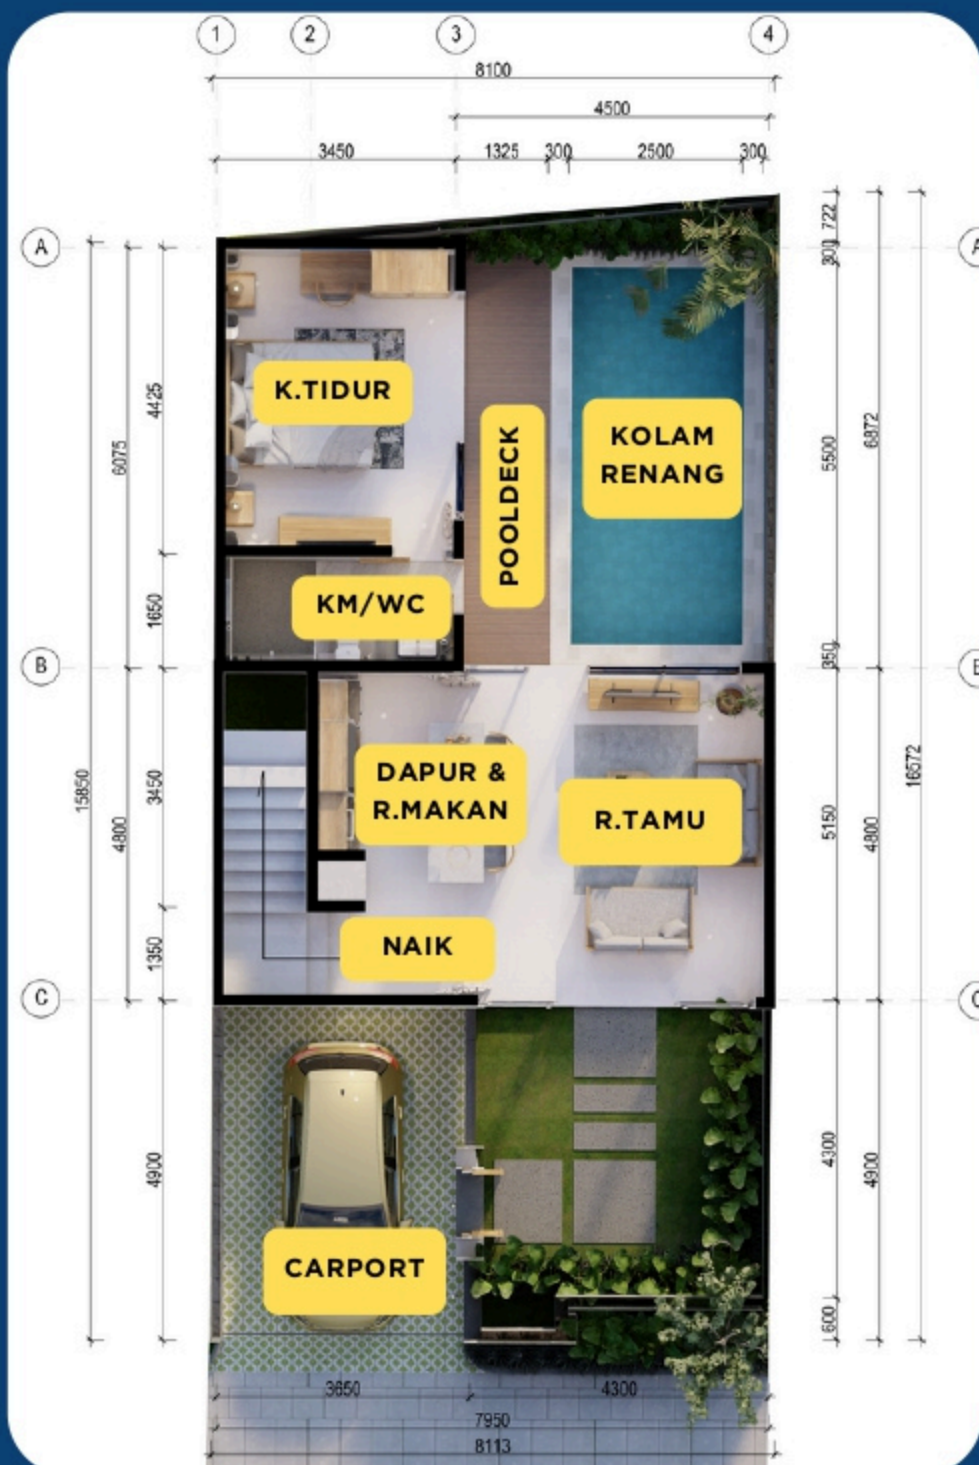 1 2 3 4
8100
4500
3450 1325 300 2500 300
722
A
300
K.TIDUR
4425
6075
6872
KOLAM
RENANG
5500
POOLDECK
KM/WC
1650
B
350
DAPUR &
R.MAKAN
R.TAMU
15850
3450
4800
5150
4800
16572
NAIK
1350
C
4900
4300
4900
CARPORT
600
3650 4300
7950
8113